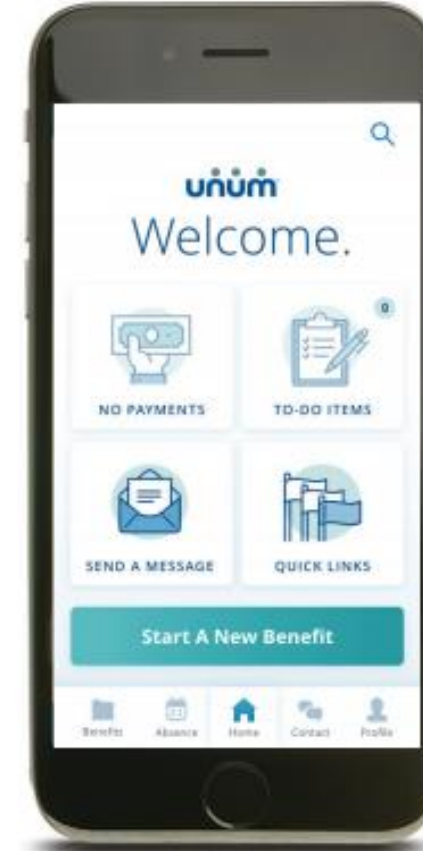 unum
Welcome.
NO PAYMENTS
0
TO-DO ITEMS
SEND A MESSAGE
QUICK LINKS
Start A New Benefit
Benefits Absence Home Contact Profile